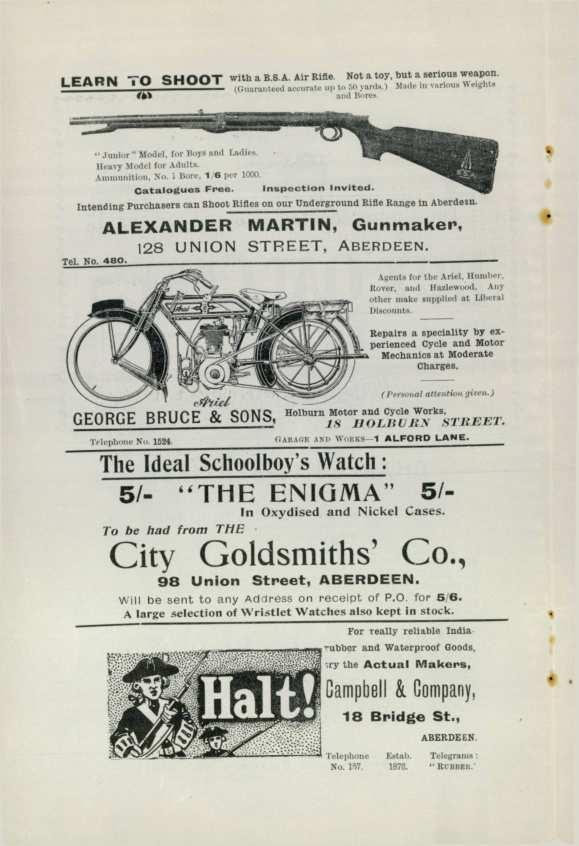 LEARN TO SHOOT with a B.S.A. Air Rifle. Not a toy, but a serious weapon.
(Guaranteed accurate up to 50 yards.) Made in various Weights
and Bores.
"Junior" Model, for Boys and Ladies.
Heavy Model for Adults.
Ammunition, No. 1 Bore, 1/6 per 1000.
Catalogues Free. Inspection Invited.
Intending Purchasers can Shoot Rifles on our Underground Rifle Range in Aberdeen.
ALEXANDER MARTIN, Gunmaker,
128 UNION STREET, ABERDEEN.
Tel. No. 480.
Agents for the Ariel, Humber,
Rover, and Hazlewood. Any
other make supplied at Liberal
Discounts.
Repairs a speciality by ex-
perienced Cycle and Motor
Mechanics at Moderate
Charges.
(Personal attention given.)
Ariel
GEORGE BRUCE & SONS, Holburn Motor and Cycle Works,
18 HOLBURN STREET.
Telephone No. 1524. GARAGE AND WORKS—1 ALFORD LANE.
The Ideal Schoolboy's Watch:
5/- "THE ENIGMA" 5/-
In Oxydised and Nickel Cases.
To be had from THE
City Goldsmiths' Co.,
98 Union Street, ABERDEEN.
Will be sent to any Address on receipt of P.O. for 5/6.
A large selection of Wristlet Watches also kept in stock.
For really reliable India-
rubber and Waterproof Goods,
try the Actual Makers,
Halt!
Campbell & Company,
18 Bridge St.,
ABERDEEN.
Telephone Estab. Telegrams:
No. 157. 1876. "RUBBER."